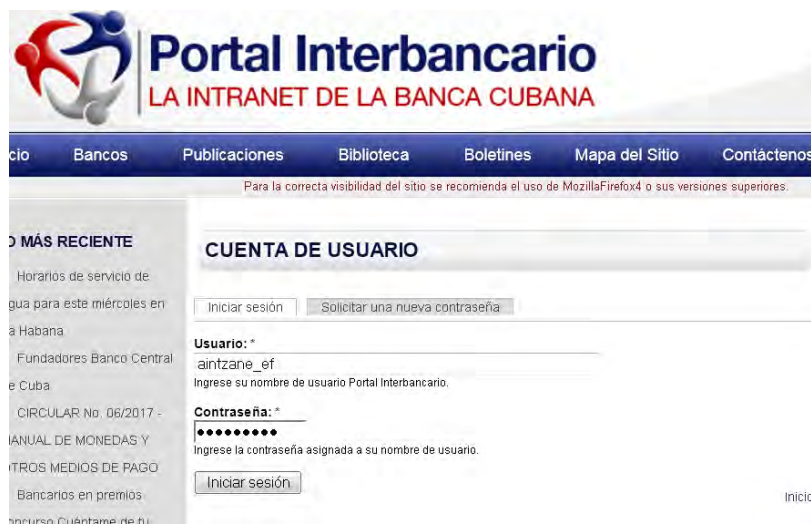 Portal Interbancario
LA INTRANET DE LA BANCA CUBANA
cio Bancos Publicaciones Biblioteca Boletines Mapa del Sitio Contáctenos
Para la correcta visibilidad del sitio se recomienda el uso de MozillaFirefox4 o sus versiones superiores.
O MÁS RECIENTE
Horarios de servicio de
gua para este miércoles en
a Habana
Fundadores Banco Central
e Cuba
CIRCULAR No. 06/2017 -
MANUAL DE MONEDAS Y
OTROS MEDIOS DE PAGO
Bancarios en premios
oncurso Cuéntame de tu
CUENTA DE USUARIO
Iniciar sesión Solicitar una nueva contraseña
Usuario: *
aintzane_ef
Ingrese su nombre de usuario Portal Interbancario.
Contraseña: *
●●●●●●●●●
Ingrese la contraseña asignada a su nombre de usuario.
Iniciar sesión
Inicio